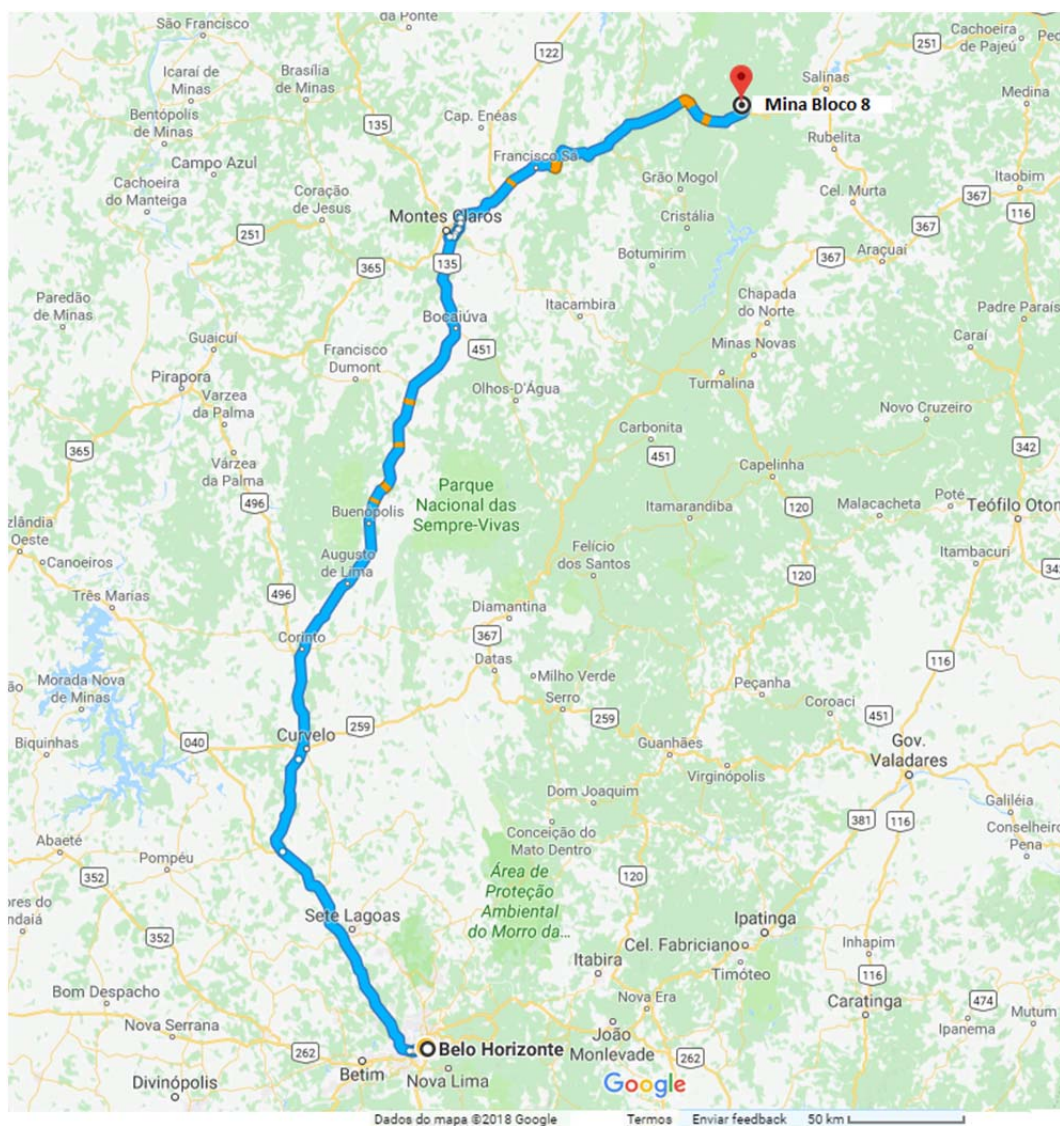 São Francisco
da Ponte
122
251
Cachoeira
de Pajeú
Icaraí de
Minas
Brasília
de Minas
Salinas
Medina
Mina Bloco 8
Bentópolis
de Minas
135
Cap. Enéas
Rubelita
Campo Azul
Francisco Sá
Cachoeira
do Manteiga
Coração
de Jesus
Grão Mogol
Cel. Murta
Itaobim
367
116
251
Montes Claros
Cristália
367
Araçuaí
365
135
Botumirim
367
Paredão
de Minas
Itacambira
Chapada
do Norte
Padre Paraís
Guaicuí
Bocaiúva
Francisco
Dumont
451
Minas Novas
Caraí
Pirapora
Olhos-D'Água
Turmalina
Varzea
da Palma
Novo Cruzeiro
365
Várzea
da Palma
Carbonita
451
342
496
Parque
Nacional das
Sempre-Vivas
Capelinha
Buenópolis
Itamarandiba
120
Malacacheta
Poté
Teófilo Oton
zlândia
Oeste
Canoeiros
Augusto
de Lima
Felício
dos Santos
Itambacuri
342
120
Três Marias
496
Diamantina
Corinto
367
Datas
116
Morada Nova
de Minas
Milho Verde
Serro
Peçanha
Coroaci
451
Biquinhas
040
Curvelo
259
259
Guanhães
Virginópolis
Gov.
Valadares
Dom Joaquim
Galiléia
Abaeté
Pompéu
Conceição do
Mato Dentro
381
116
Conselheiro
Pena
352
Área de
Proteção
Ambiental
do Morro da...
120
ores do
ndaiá
352
Sete Lagoas
Ipatinga
Cel. Fabriciano
Inhapim
Itabira
Timóteo
116
Bom Despacho
Nova Era
Caratinga
474
Mutum
Nova Serrana
João
Monlevade
Ipanema
262
Belo Horizonte
262
Betim
Nova Lima
Divinópolis
Google
Dados do mapa ©2018 Google
Termos
Enviar feedback
50 km